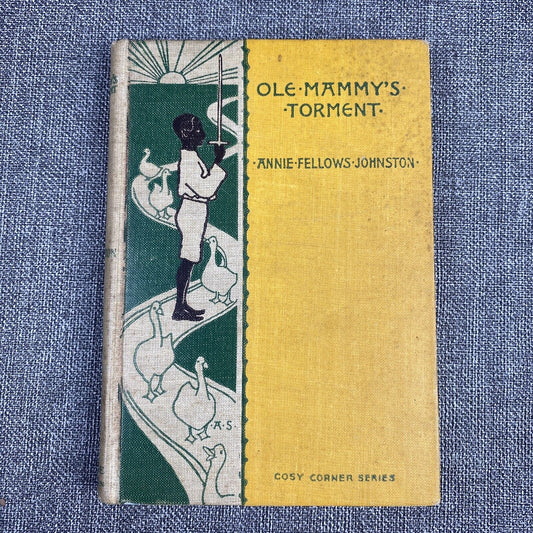 OLE·MAMMY'S·
·TORMENT·
·ANNIE·FELLOWS·JOHNSTON·
·A·S·
COSY CORNER SERIES